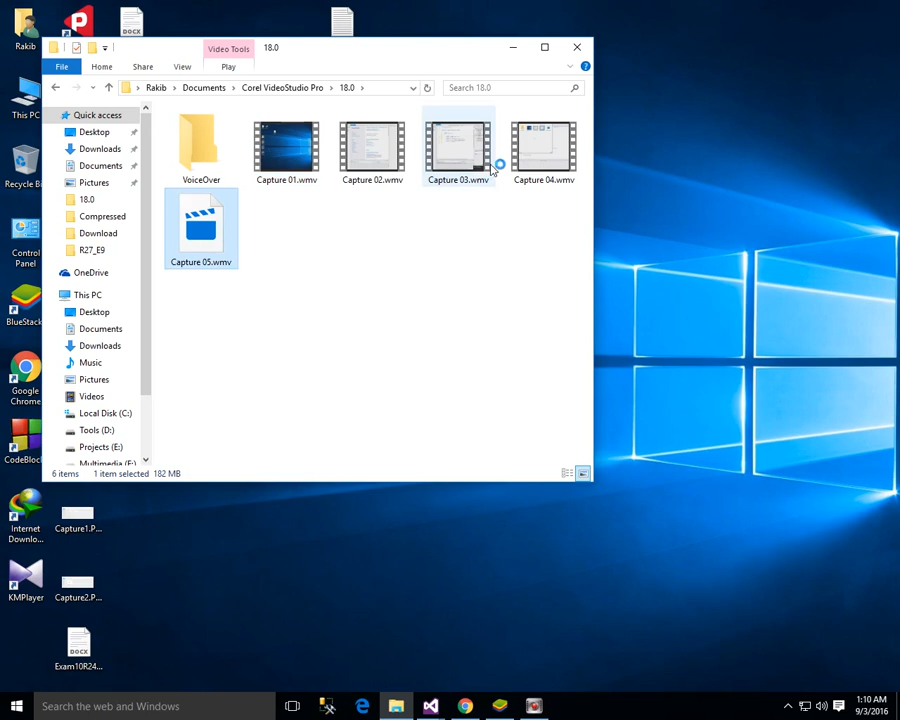 Rakib
This PC
Recycle Bi
Control
Panel
BlueStack
Google
Chrome
CodeBlock
Internet
Downlo...
KMPlayer
DOCX
Capture1.P...
Capture2.P...
DOCX
Exam10R24...
Video Tools
18.0
File
Home
Share
View
Play
Rakib
Documents
Corel VideoStudio Pro
18.0
Search 18.0
Quick access
Desktop
Downloads
Documents
Pictures
18.0
Compressed
Download
R27_E9
OneDrive
This PC
Desktop
Documents
Downloads
Music
Pictures
Videos
Local Disk (C:)
Tools (D:)
Projects (E:)
VoiceOver
Capture 01.wmv
Capture 02.wmv
Capture 03.wmv
Capture 04.wmv
Capture 05.wmv
6 items
1 item selected 182 MB
Search the web and Windows
1:10 AM
9/3/2016